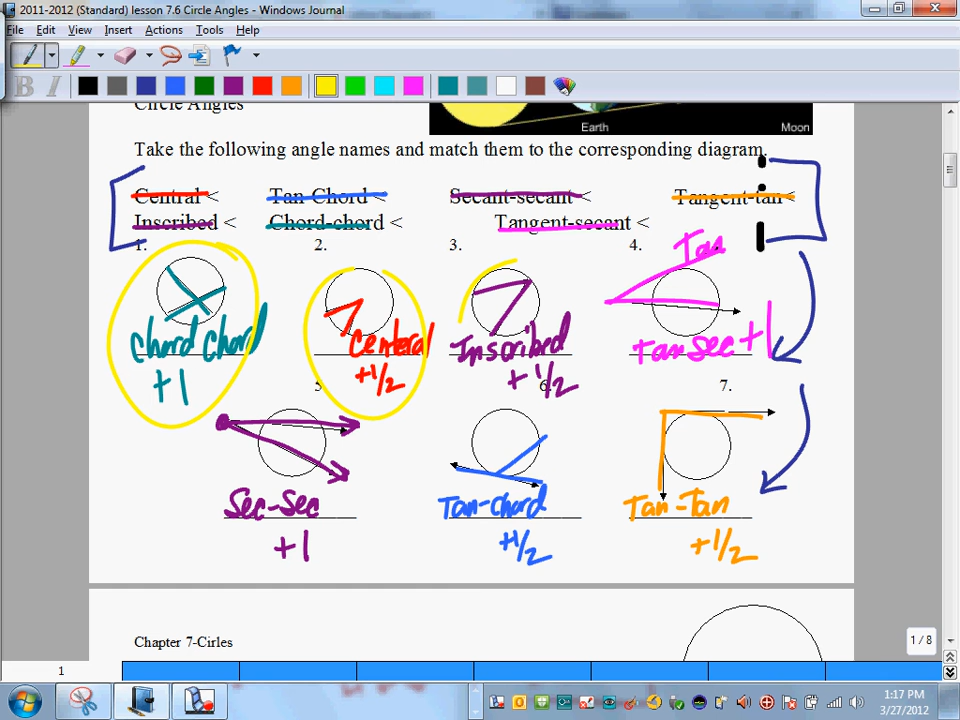 2011-2012 (Standard) lesson 7.6 Circle Angles - Windows Journal
File Edit View Insert Actions Tools Help
B I
Circle Angles
Earth Moon
Take the following angle names and match them to the corresponding diagram.
Central < Tan-Chord < Secant-secant < Tangent-tan <
Inscribed < Chord-chord < Tangent-secant <
1. 2. 3. 4.
Tan
chord chord central Inscribed Tan sec +1
+1 +1/2 +1/2
5. 6. 7.
Sec-Sec Tan-chord Tan-Tan
+1 +1/2 +1/2
Chapter 7-Cirles
1 / 8
1
1:17 PM
3/27/2012